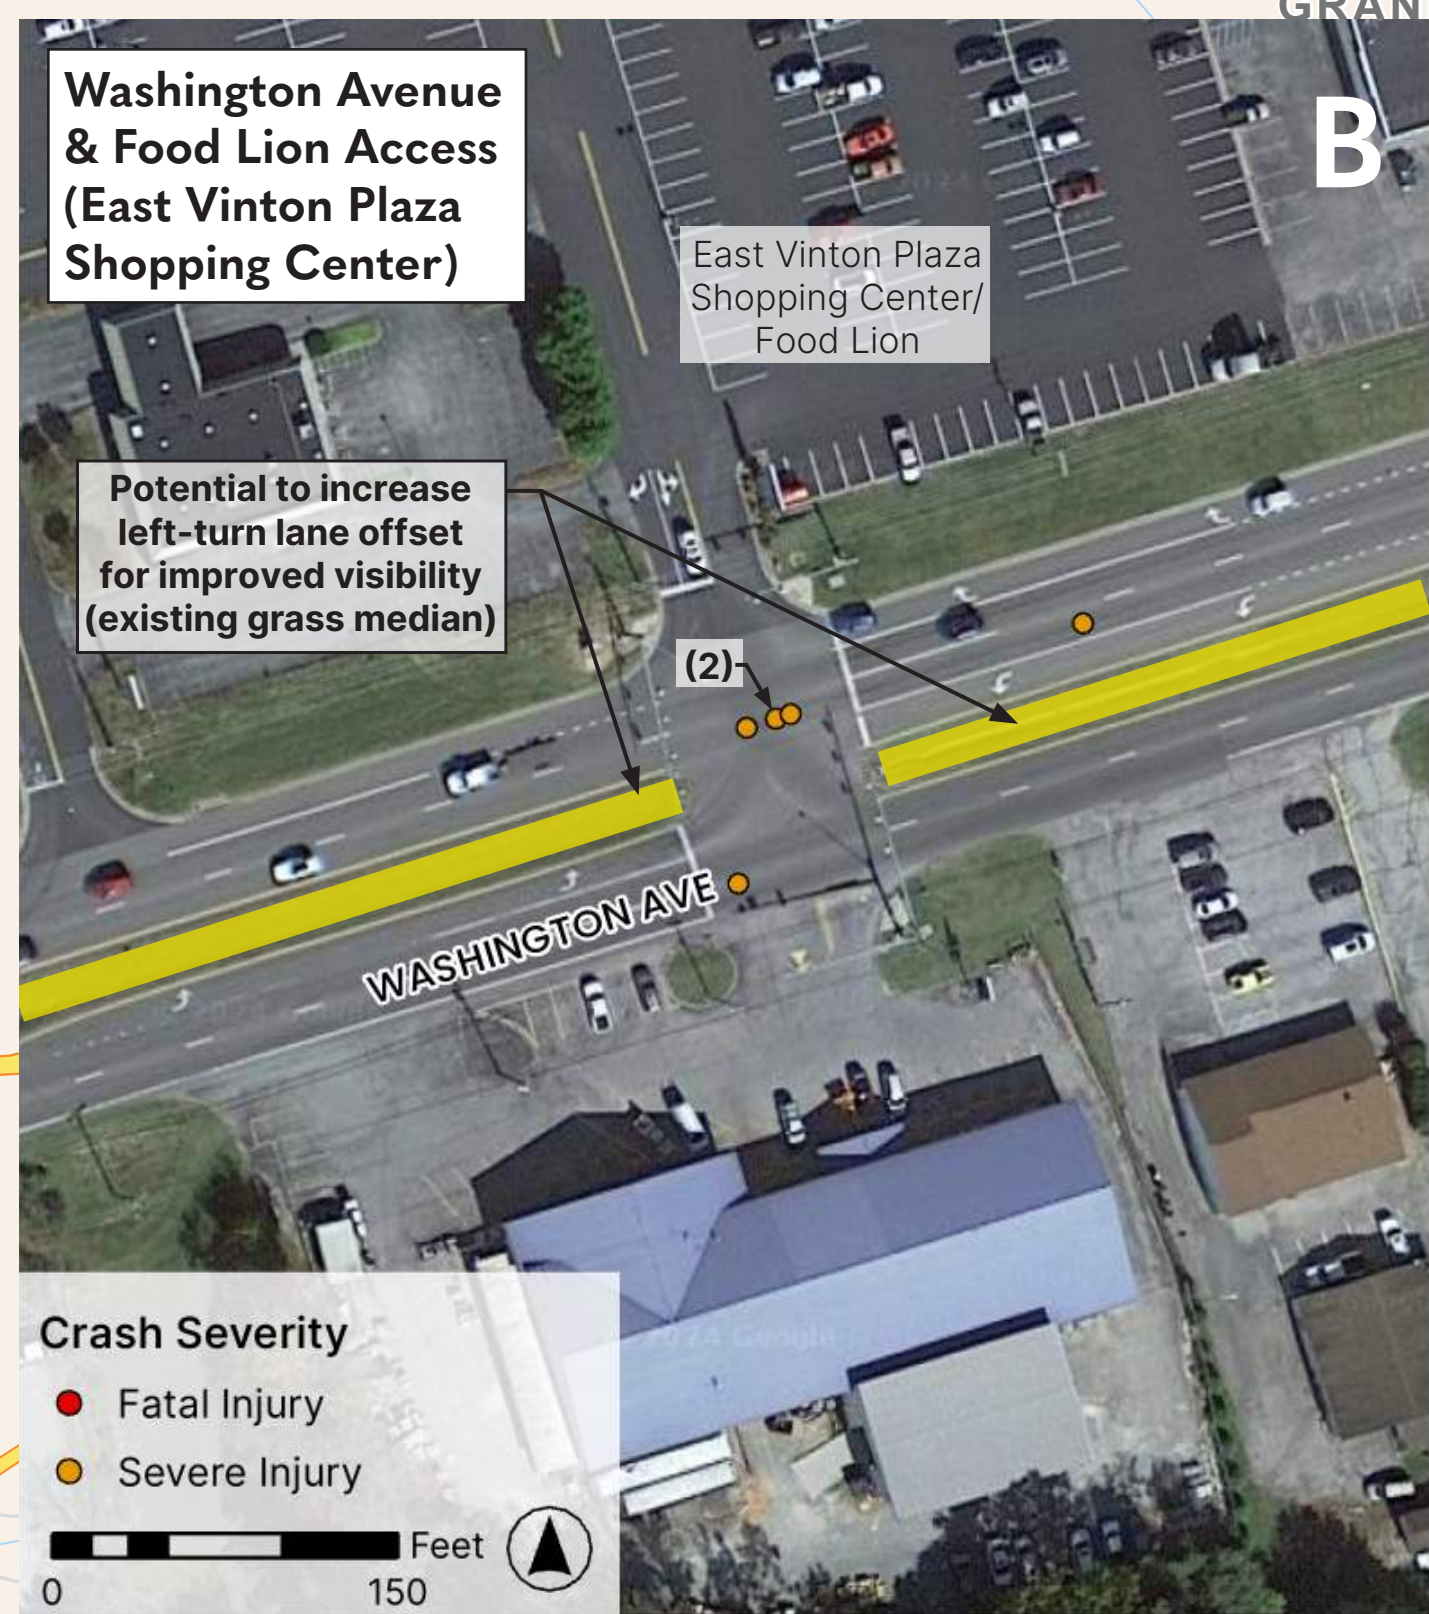 GRAN
Washington Avenue
& Food Lion Access
(East Vinton Plaza
Shopping Center)
B
East Vinton Plaza
Shopping Center/
Food Lion
Potential to increase
left-turn lane offset
for improved visibility
(existing grass median)
(2)
WASHINGTON AVE
Crash Severity
Fatal Injury
Severe Injury
Feet
0 150